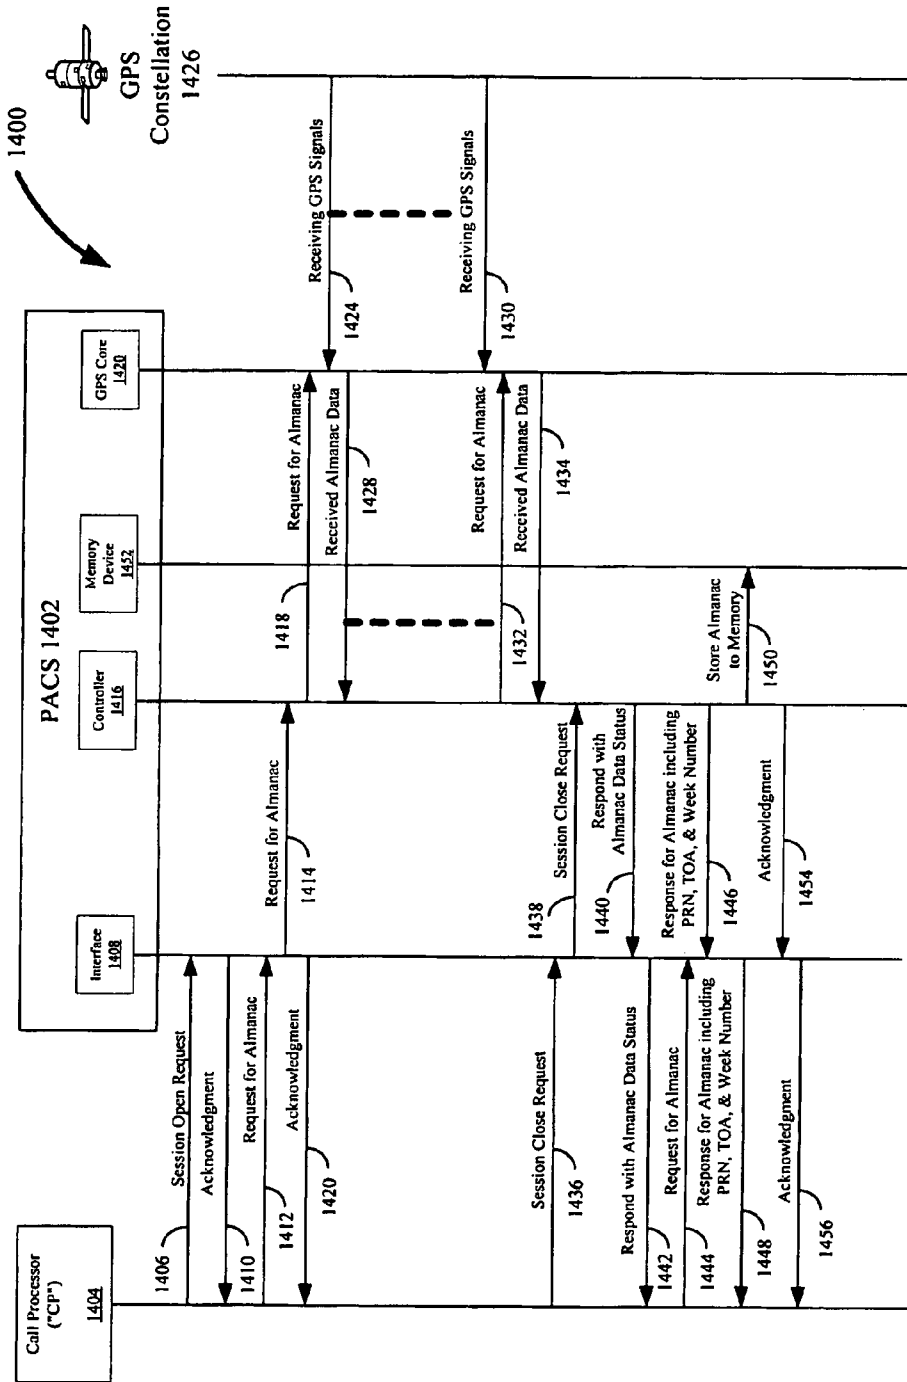 1400
GPS
Constellation
1426
PACS 1402
Call Processor
("CP")
1404
Interface
1408
Controller
1416
Memory
Device
1452
GPS Core
1420
Session Open Request
1406
Acknowledgment
1410
Request for Almanac
1412
Acknowledgment
1420
Request for Almanac
1414
Request for Almanac
1418
Received Almanac Data
1428
Receiving GPS Signals
1424
Receiving GPS Signals
1430
Request for Almanac
1432
Received Almanac Data
1434
Session Close Request
1436
Session Close Request
1438
Respond with
Almanac Data Status
1440
Respond with Almanac Data Status
1442
Request for Almanac
1444
Response for Almanac including
PRN, TOA, & Week Number
1446
Response for Almanac including
PRN, TOA, & Week Number
1448
Store Almanac
to Memory
1450
Acknowledgment
1454
Acknowledgment
1456